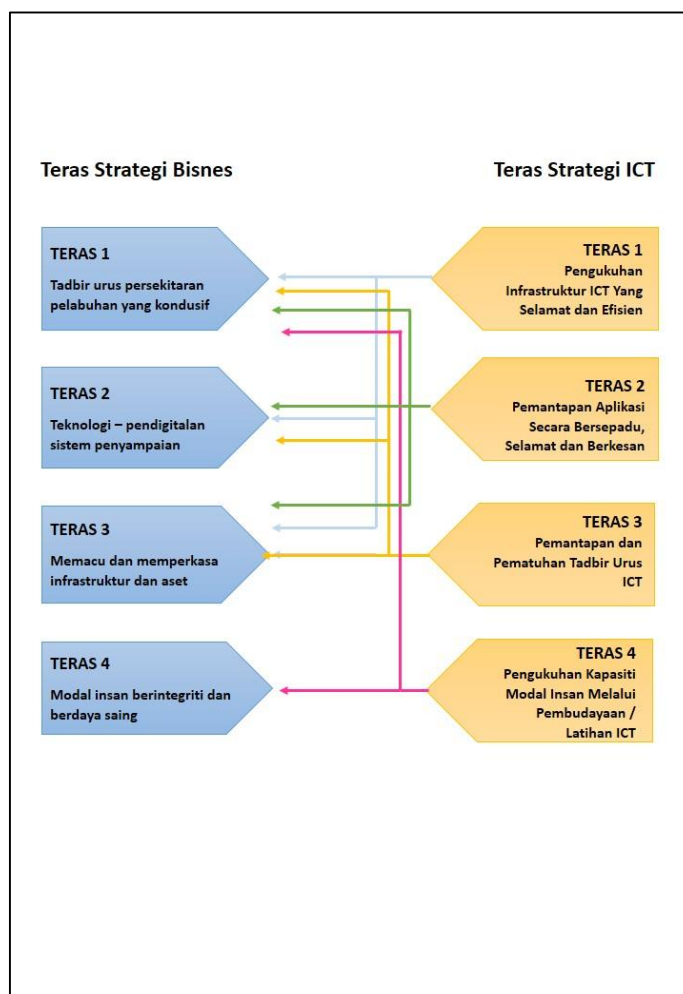 Teras Strategi Bisnes
Teras Strategi ICT
TERAS 1
Tadbir urus persekitaran
pelabuhan yang kondusif
TERAS 1
Pengukuhan
Infrastruktur ICT Yang
Selamat dan Efisien
TERAS 2
Teknologi – pendigitalan
sistem penyampaian
TERAS 2
Pemantapan Aplikasi
Secara Bersepadu,
Selamat dan Berkesan
TERAS 3
Memacu dan memperkasa
infrastruktur dan aset
TERAS 3
Pemantapan dan
Pematuhan Tadbir Urus
ICT
TERAS 4
Modal insan berintegriti dan
berdaya saing
TERAS 4
Pengukuhan Kapasiti
Modal Insan Melalui
Pembudayaan /
Latihan ICT